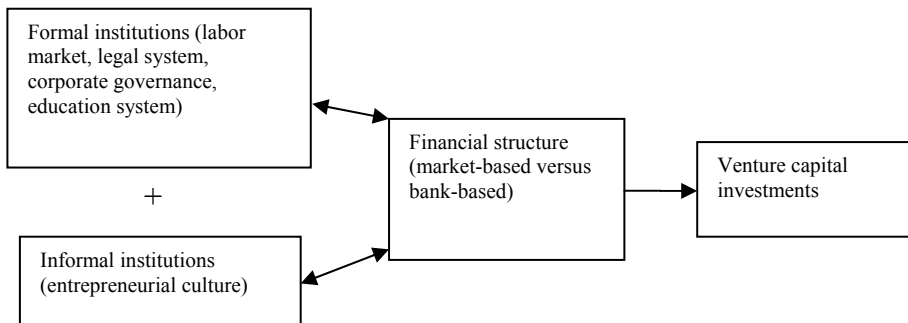 Formal institutions (labor
market, legal system,
corporate governance,
education system)
+
Informal institutions
(entrepreneurial culture)
Financial structure
(market-based versus
bank-based)
Venture capital
investments